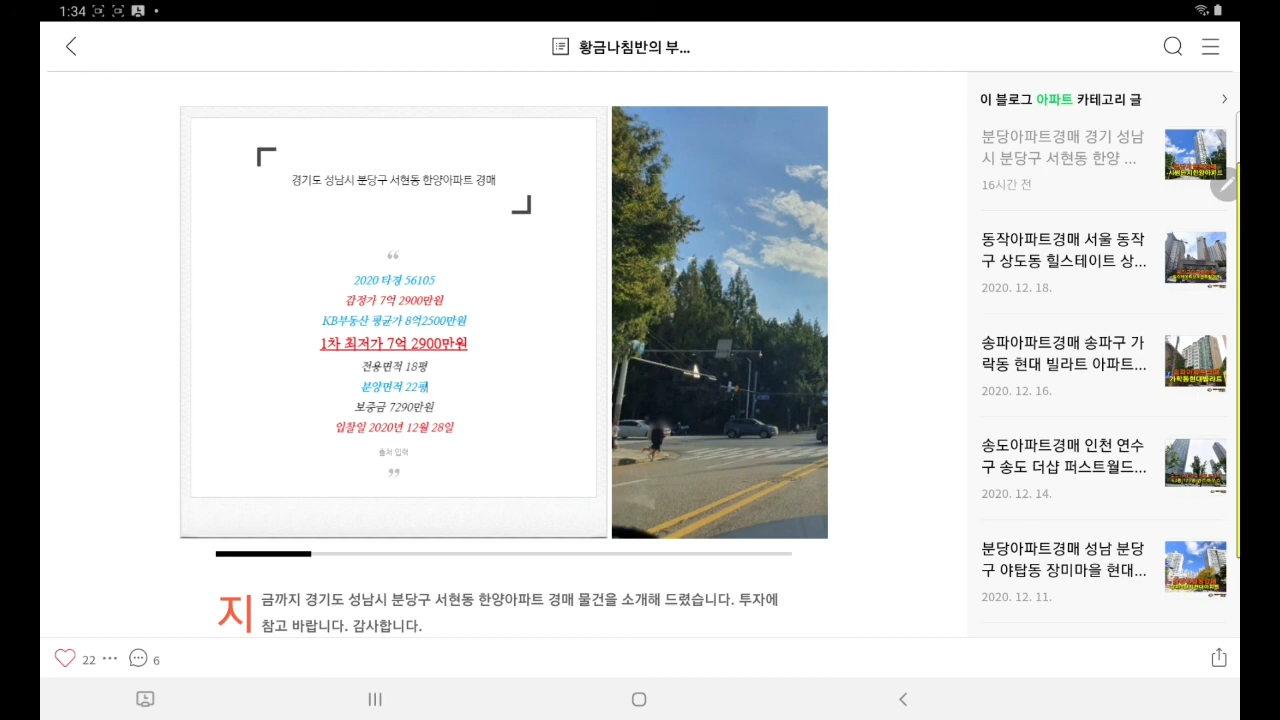 1:34
황금나침반의 부...
경기도 성남시 분당구 서현동 한양아파트 경매
2020 타경 56105
감정가 7억 2900만원
KB부동산 평균가 8억2500만원
1차 최저가 7억 2900만원
전용면적 18평
분양면적 22평
보증금 7290만원
입찰일 2020년 12월 28일
출처 입력
지금까지 경기도 성남시 분당구 서현동 한양아파트 경매 물건을 소개해 드렸습니다. 투자에
참고 바랍니다. 감사합니다.
22
6
이 블로그 아파트 카테고리 글
분당아파트경매 경기 성남
시 분당구 서현동 한양 ...
16시간 전
동작아파트경매 서울 동작
구 상도동 힐스테이트 상...
2020. 12. 18.
송파아파트경매 송파구 가
락동 현대 빌라트 아파트...
2020. 12. 16.
가락동현대빌라트
송도아파트경매 인천 연수
구 송도 더샵 퍼스트월드...
2020. 12. 14.
분당아파트경매 성남 분당
구 야탑동 장미마을 현대...
2020. 12. 11.